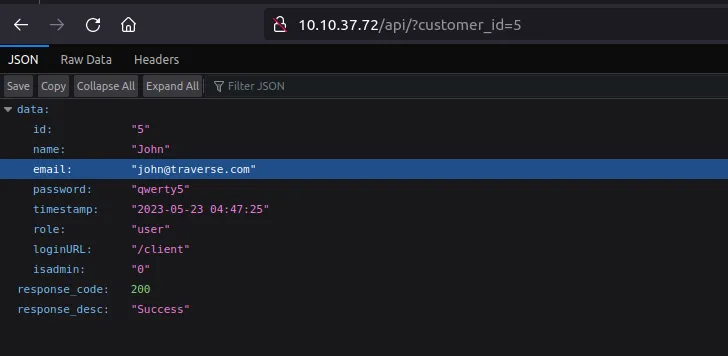 10.10.37.72/api/?customer_id=5
JSON Raw Data Headers
Save Copy Collapse All Expand All Filter JSON
data:
id: "5"
name: "John"
email: "john@traverse.com"
password: "qwerty5"
timestamp: "2023-05-23 04:47:25"
role: "user"
loginURL: "/client"
isadmin: "0"
response_code: 200
response_desc: "Success"